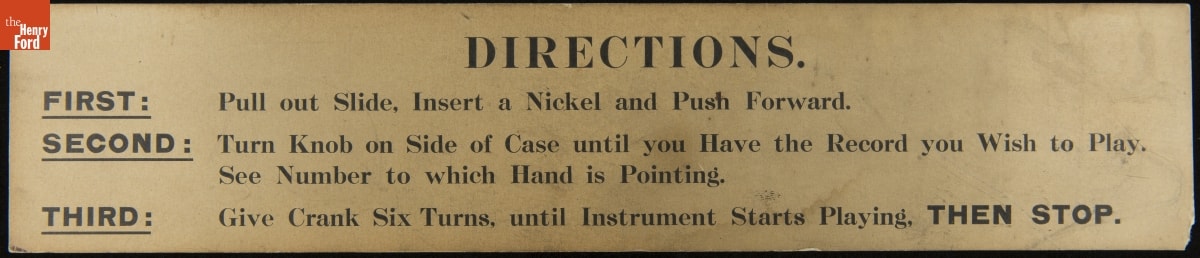 the
Henry
Ford
DIRECTIONS.
FIRST: Pull out Slide, Insert a Nickel and Push Forward.
SECOND: Turn Knob on Side of Case until you Have the Record you Wish to Play.
See Number to which Hand is Pointing.
THIRD: Give Crank Six Turns, until Instrument Starts Playing, THEN STOP.